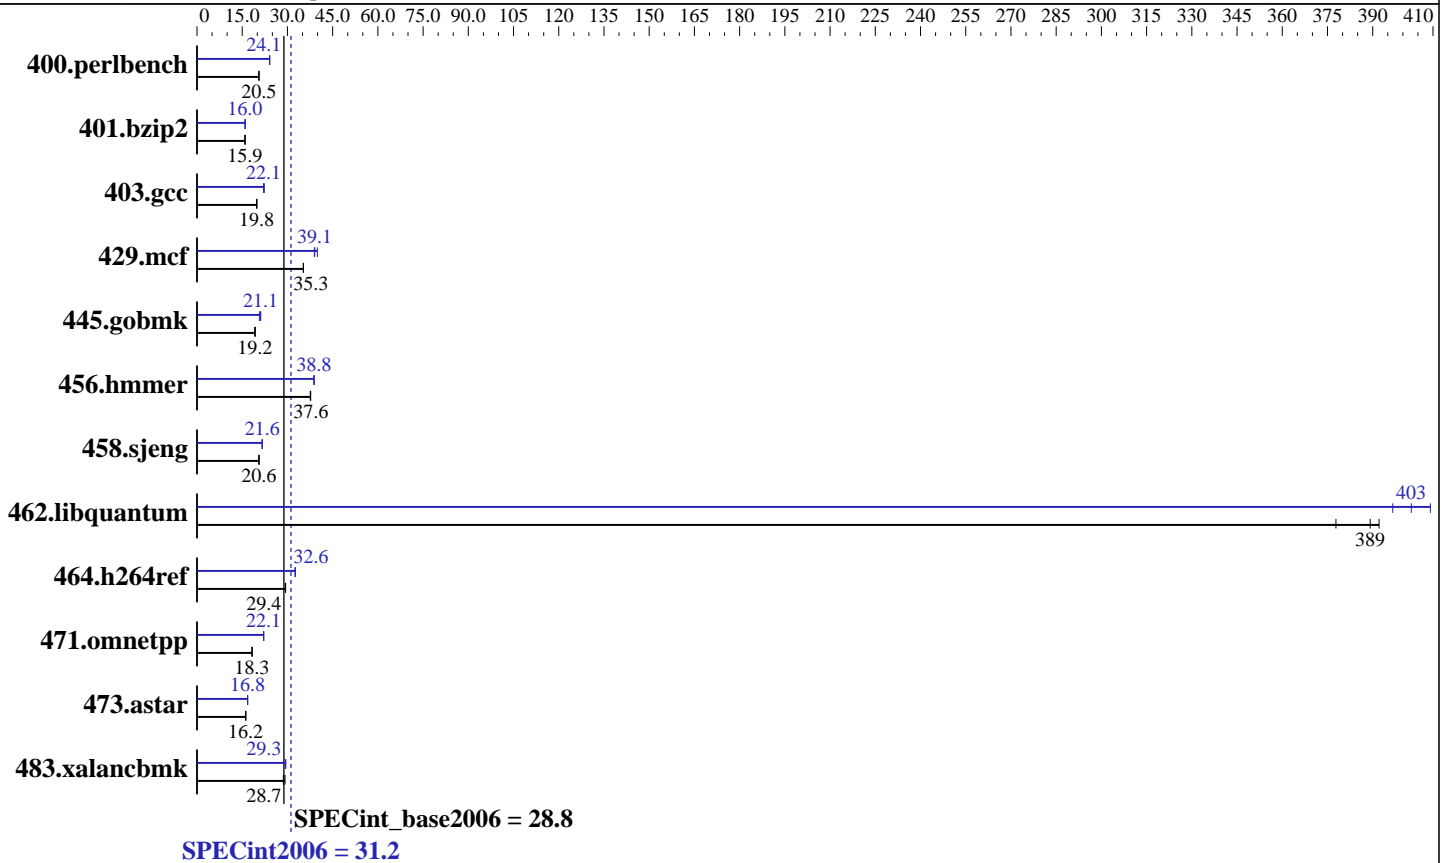 0 15.0 30.0 45.0 60.0 75.0 90.0 105 120 135 150 165 180 195 210 225 240 255 270 285 300 315 330 345 360 375 390 410
24.1
400.perlbench
20.5
16.0
401.bzip2
15.9
22.1
403.gcc
19.8
39.1
429.mcf
35.3
21.1
445.gobmk
19.2
38.8
456.hmmer
37.6
21.6
458.sjeng
20.6
403
462.libquantum
389
32.6
464.h264ref
29.4
22.1
471.omnetpp
18.3
16.8
473.astar
16.2
29.3
483.xalancbmk
28.7
SPECint_base2006 = 28.8
SPECint2006 = 31.2